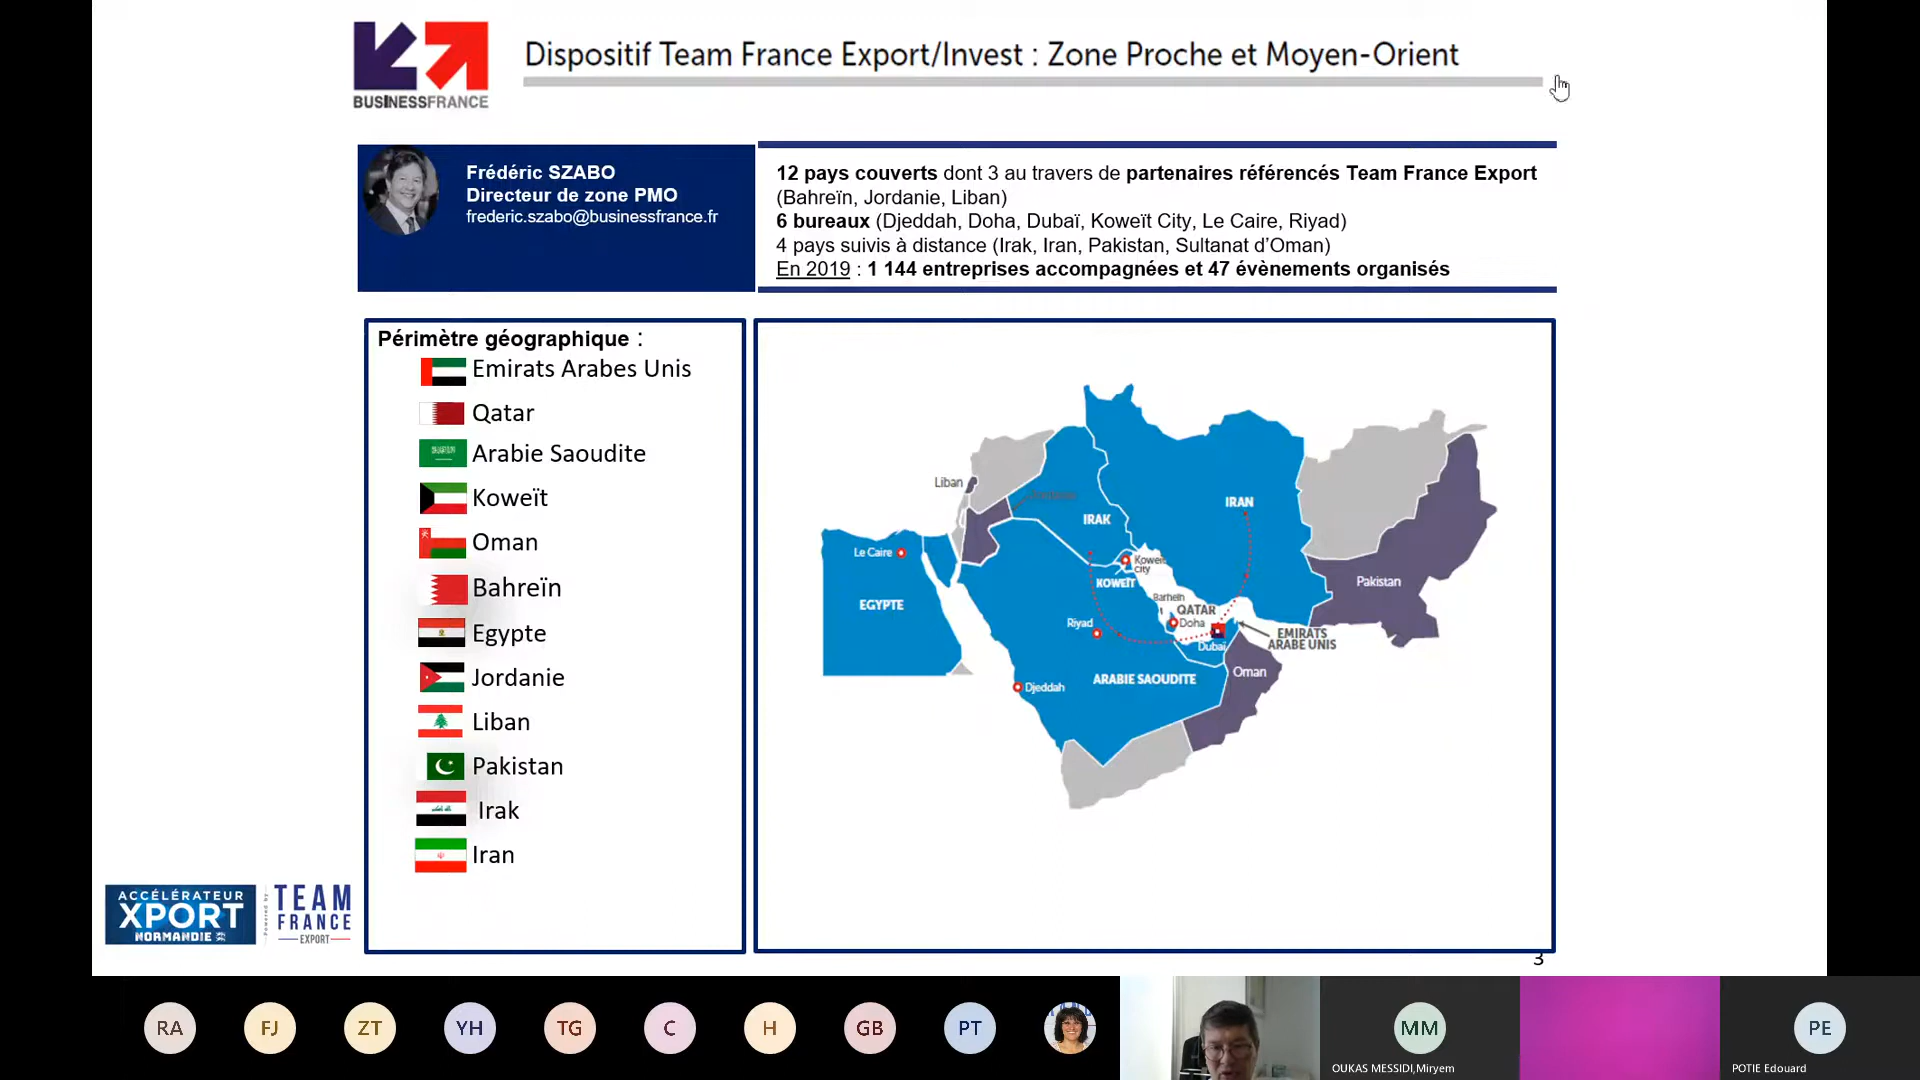 BUSINESSFRANCE
Dispositif Team France Export/Invest : Zone Proche et Moyen-Orient
Frédéric SZABO
Directeur de zone PMO
frederic.szabo@businessfrance.fr
12 pays couverts dont 3 au travers de partenaires référencés Team France Export
(Bahreïn, Jordanie, Liban)
6 bureaux (Djeddah, Doha, Dubaï, Koweït City, Le Caire, Riyad)
4 pays suivis à distance (Irak, Iran, Pakistan, Sultanat d’Oman)
En 2019 : 1 144 entreprises accompagnées et 47 évènements organisés
Périmètre géographique :
Emirats Arabes Unis
Qatar
Arabie Saoudite
Koweït
Oman
Bahreïn
Egypte
Jordanie
Liban
Pakistan
Irak
Iran
Liban
IRAK
IRAN
Le Caire
EGYPTE
Koweït
City
KOWEÏT
Pakistan
Barhein
QATAR
Doha
Riyad
EMIRATS
ARABE UNIS
Dubaï
Oman
ARABIE SAOUDITE
Djeddah
ACCÉLÉRATEUR
XPORT
NORMANDIE
Powered by
TEAM
FRANCE
EXPORT
3
RA
FJ
ZT
YH
TG
C
H
GB
PT
MM
OUKAS MESSIDI,Miryem
PE
POTIE Edouard